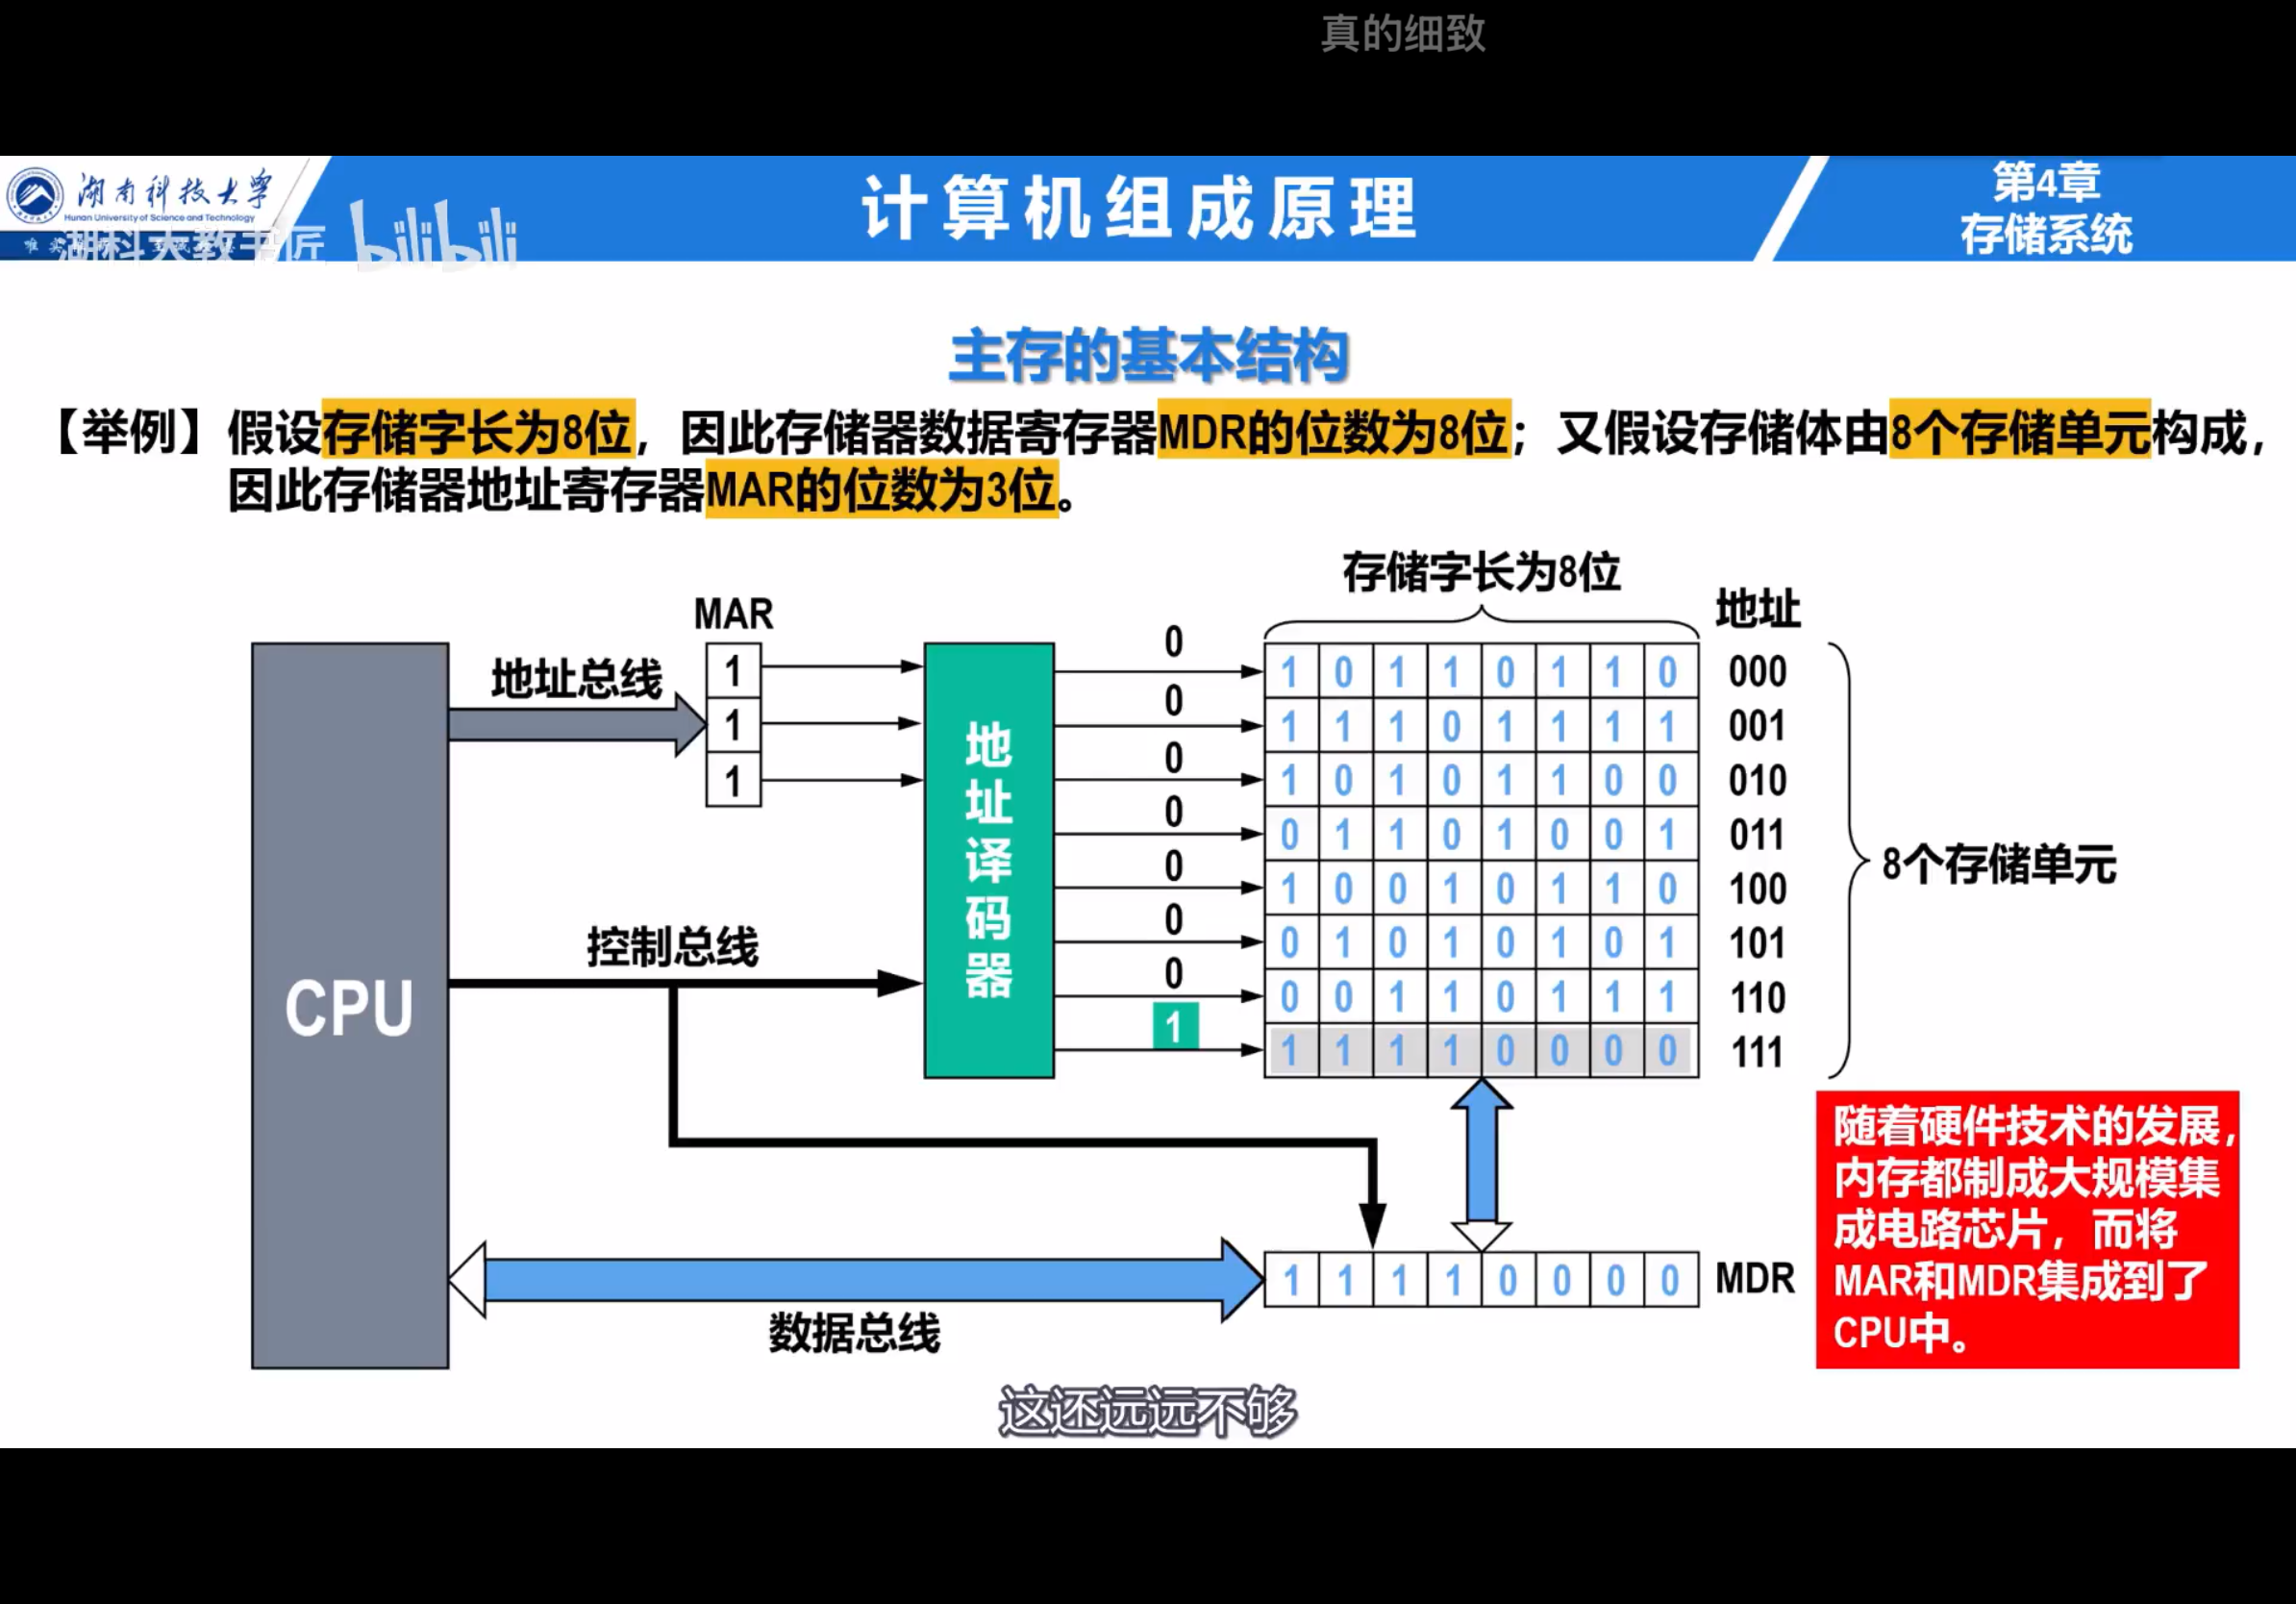 真的细致
湖南科技大学
Hunan University of Science and Technology
湖科大教书匠 bilibili
计算机组成原理
第4章
存储系统
主存的基本结构
【举例】假设存储字长为8位，因此存储器数据寄存器MDR的位数为8位；又假设存储体由8个存储单元构成，
因此存储器地址寄存器MAR的位数为3位。
存储字长为8位
MAR
地址
地址总线
1
1
1
控制总线
CPU
地址译码器
0
0
0
0
0
0
0
1
1 0 1 1 0 1 1 0 000
1 1 1 0 1 1 1 1 001
1 0 1 0 1 1 0 0 010
0 1 1 0 1 0 0 1 011
1 0 0 1 0 1 1 0 100
0 1 0 1 0 1 0 1 101
0 0 1 1 0 1 1 1 110
1 1 1 1 0 0 0 0 111
8个存储单元
1 1 1 1 0 0 0 0 MDR
数据总线
随着硬件技术的发展，
内存都制成大规模集
成电路芯片，而将
MAR和MDR集成到了
CPU中。
这还远远不够